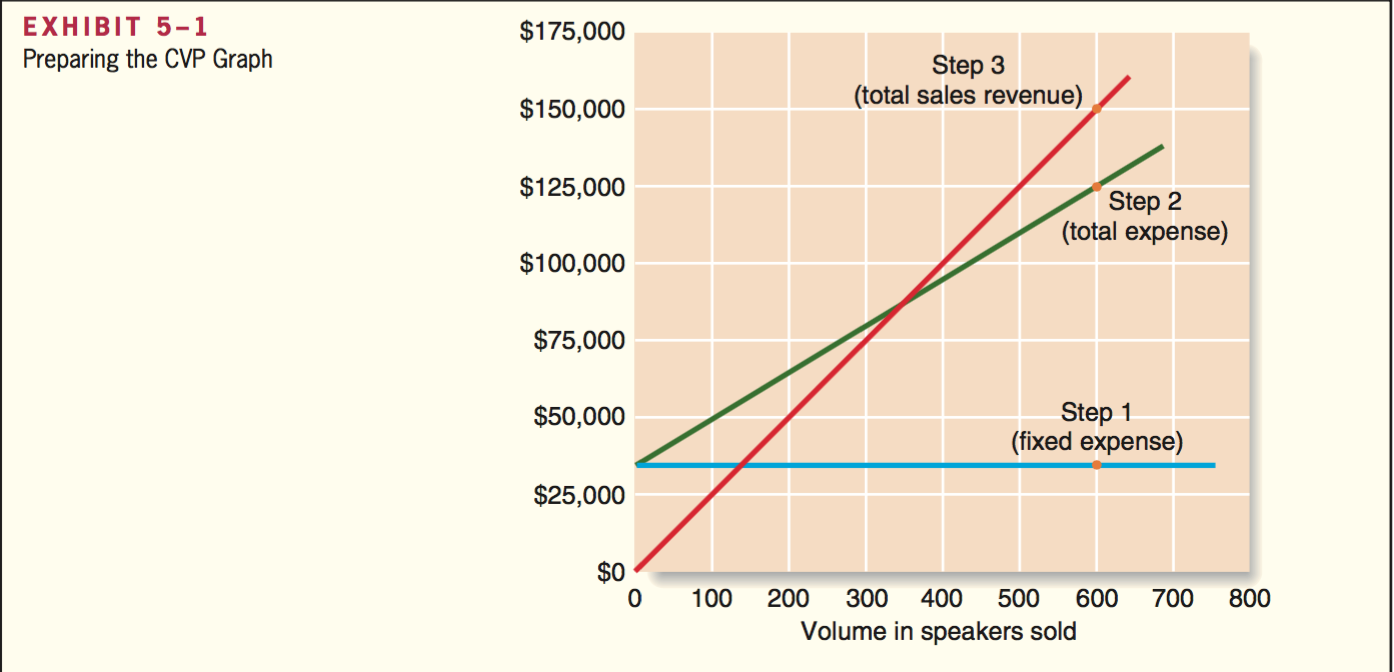 EXHIBIT 5–1
Preparing the CVP Graph
$175,000
$150,000
$125,000
$100,000
$75,000
$50,000
$25,000
$0
Step 3
(total sales revenue)
Step 2
(total expense)
Step 1
(fixed expense)
0 100 200 300 400 500 600 700 800
Volume in speakers sold